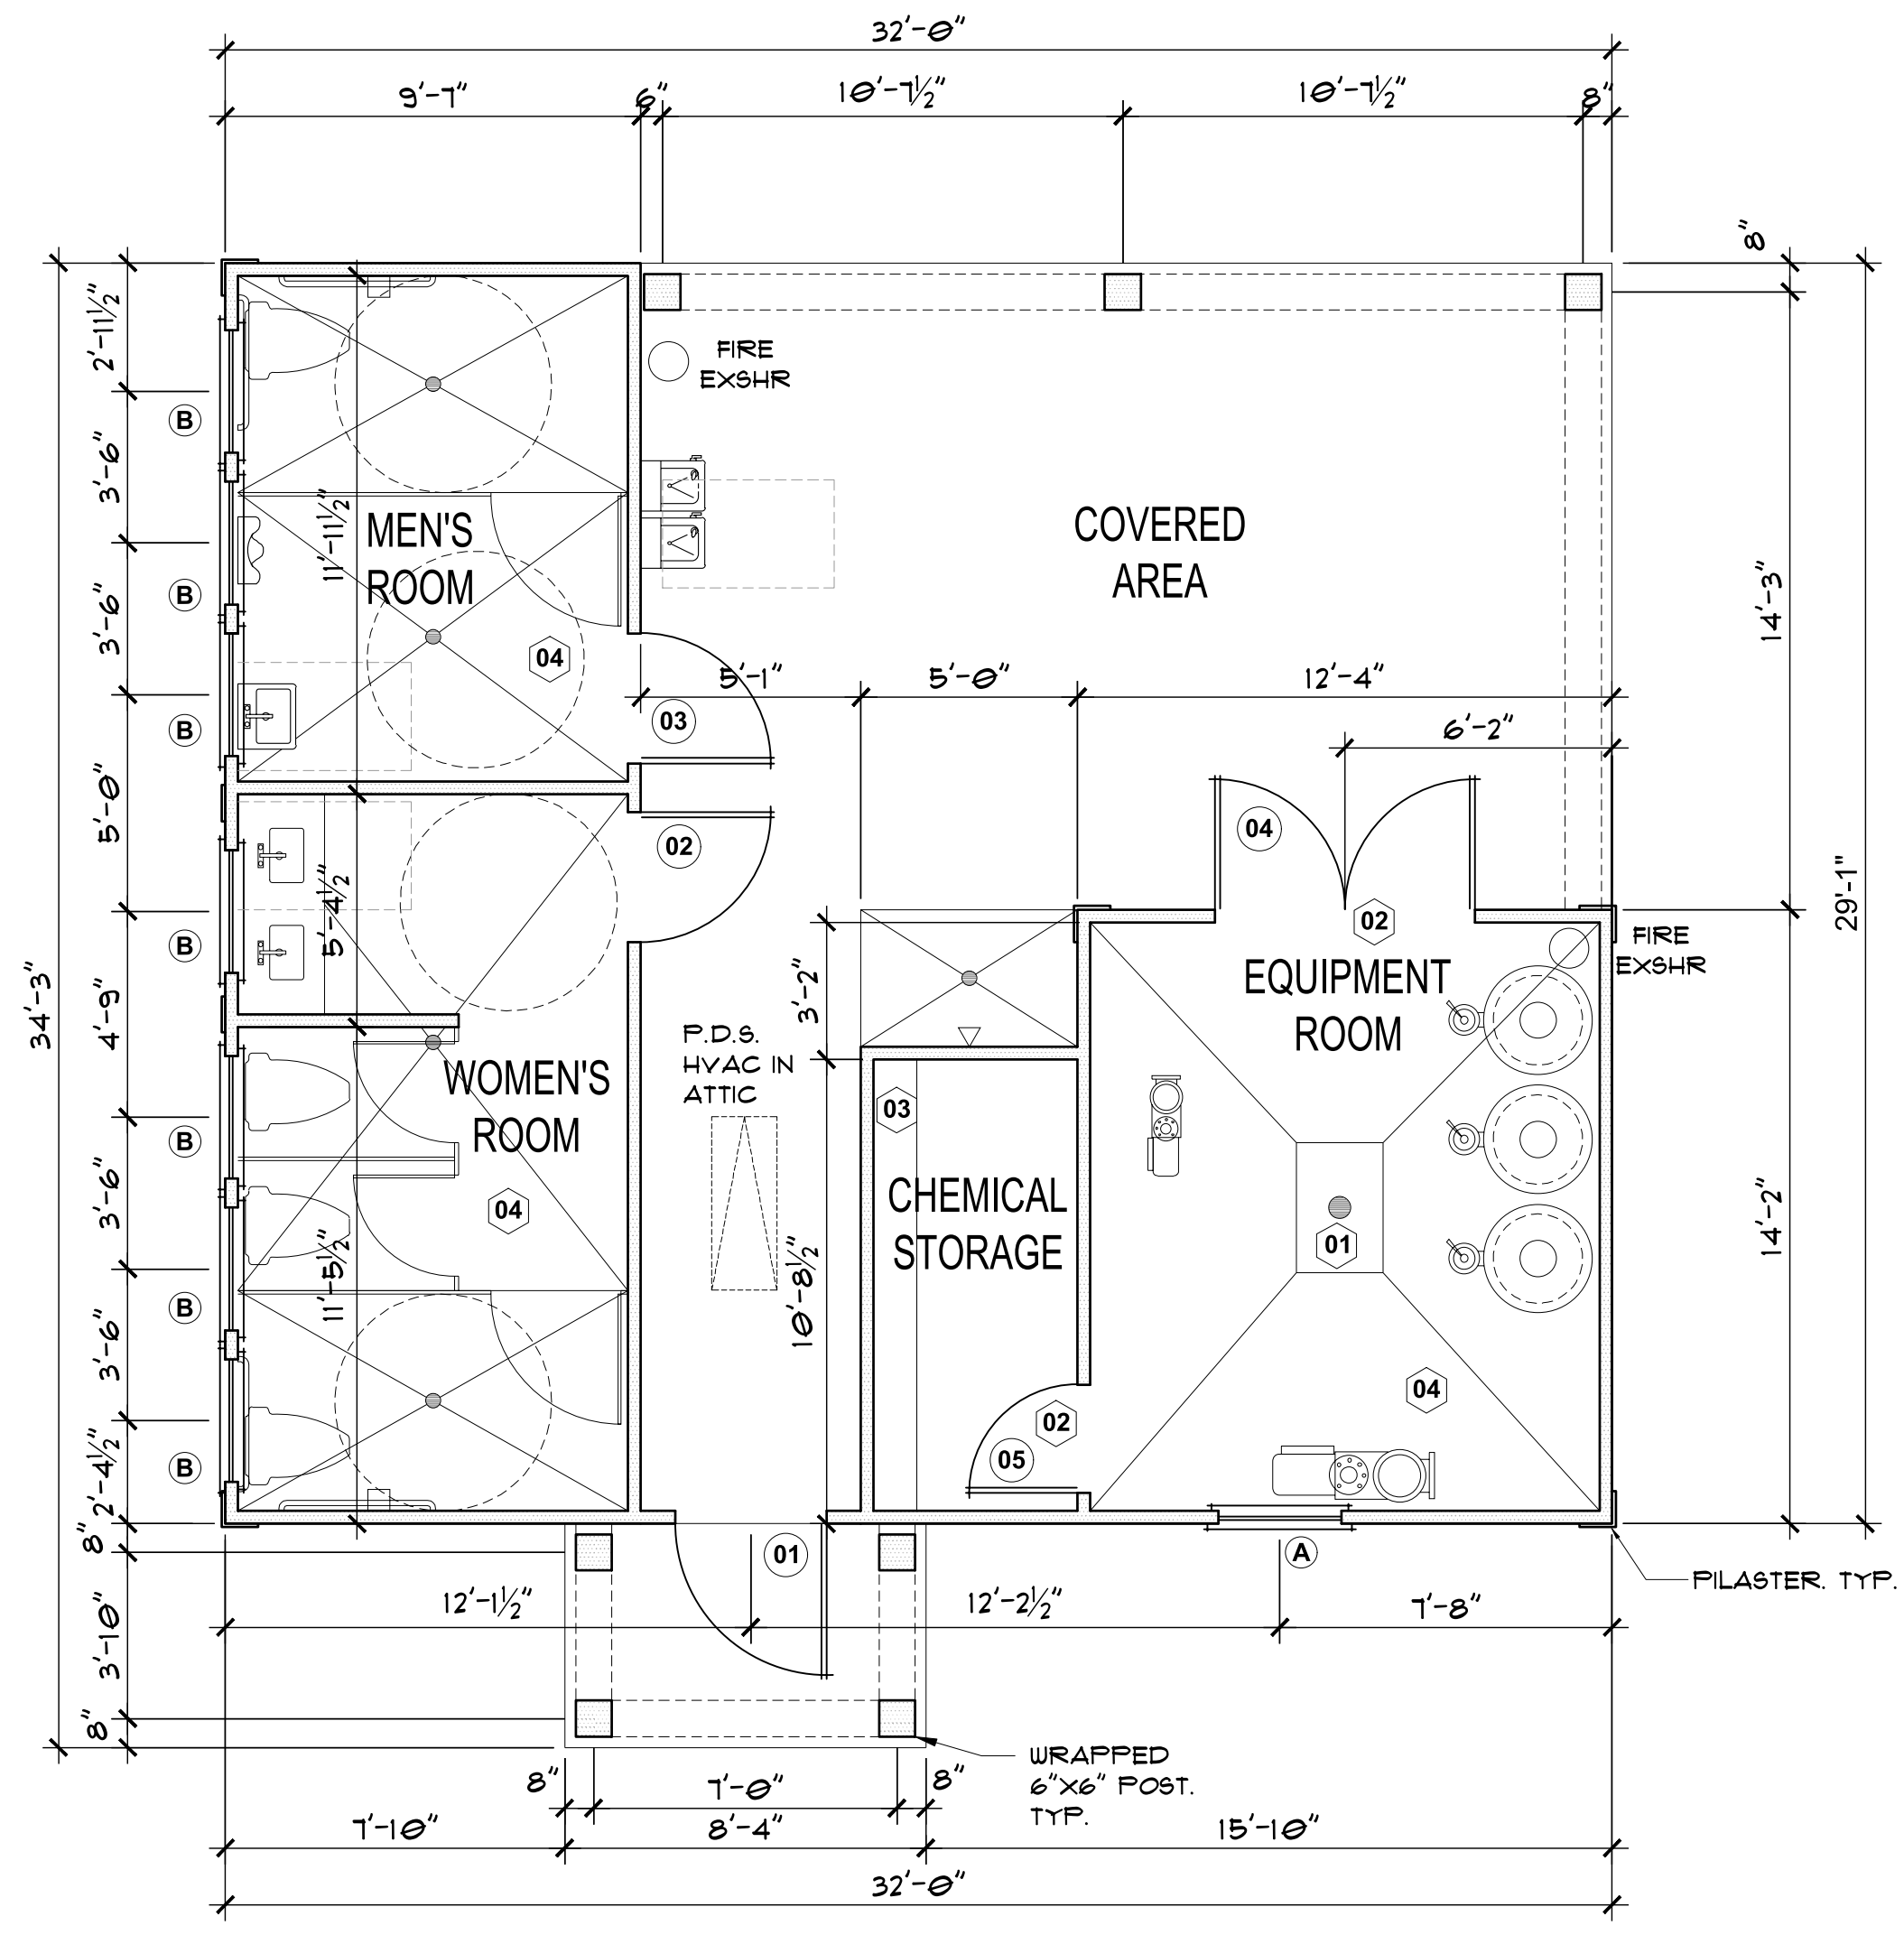 32'-0"
9'-7"
6"
10'-7½"
10'-7½"
8"
8"
2'-11½"
B
FIRE
EXSHR
3'-6"
11'-11½"
MEN'S
ROOM
COVERED
AREA
B
3'-6"
14'-3"
04
5'-1"
5'-0"
12'-4"
03
B
6'-2"
5'-0"
02
04
29'-1"
5'-4½"
02
B
FIRE
EXSHR
EQUIPMENT
ROOM
34'-3"
4'-9"
3'-2"
P.D.S.
HVAC IN
ATTIC
WOMEN'S
ROOM
03
B
3'-6"
04
CHEMICAL
STORAGE
01
14'-2"
11'-5½"
10'-8½"
B
3'-6"
04
02
05
2'-4½"
B
8"
01
A
PILASTER. TYP.
12'-1½"
12'-2½"
7'-8"
3'-10"
8"
WRAPPED
6"X6" POST.
TYP.
8"
7'-0"
8"
7'-10"
8'-4"
15'-10"
32'-0"